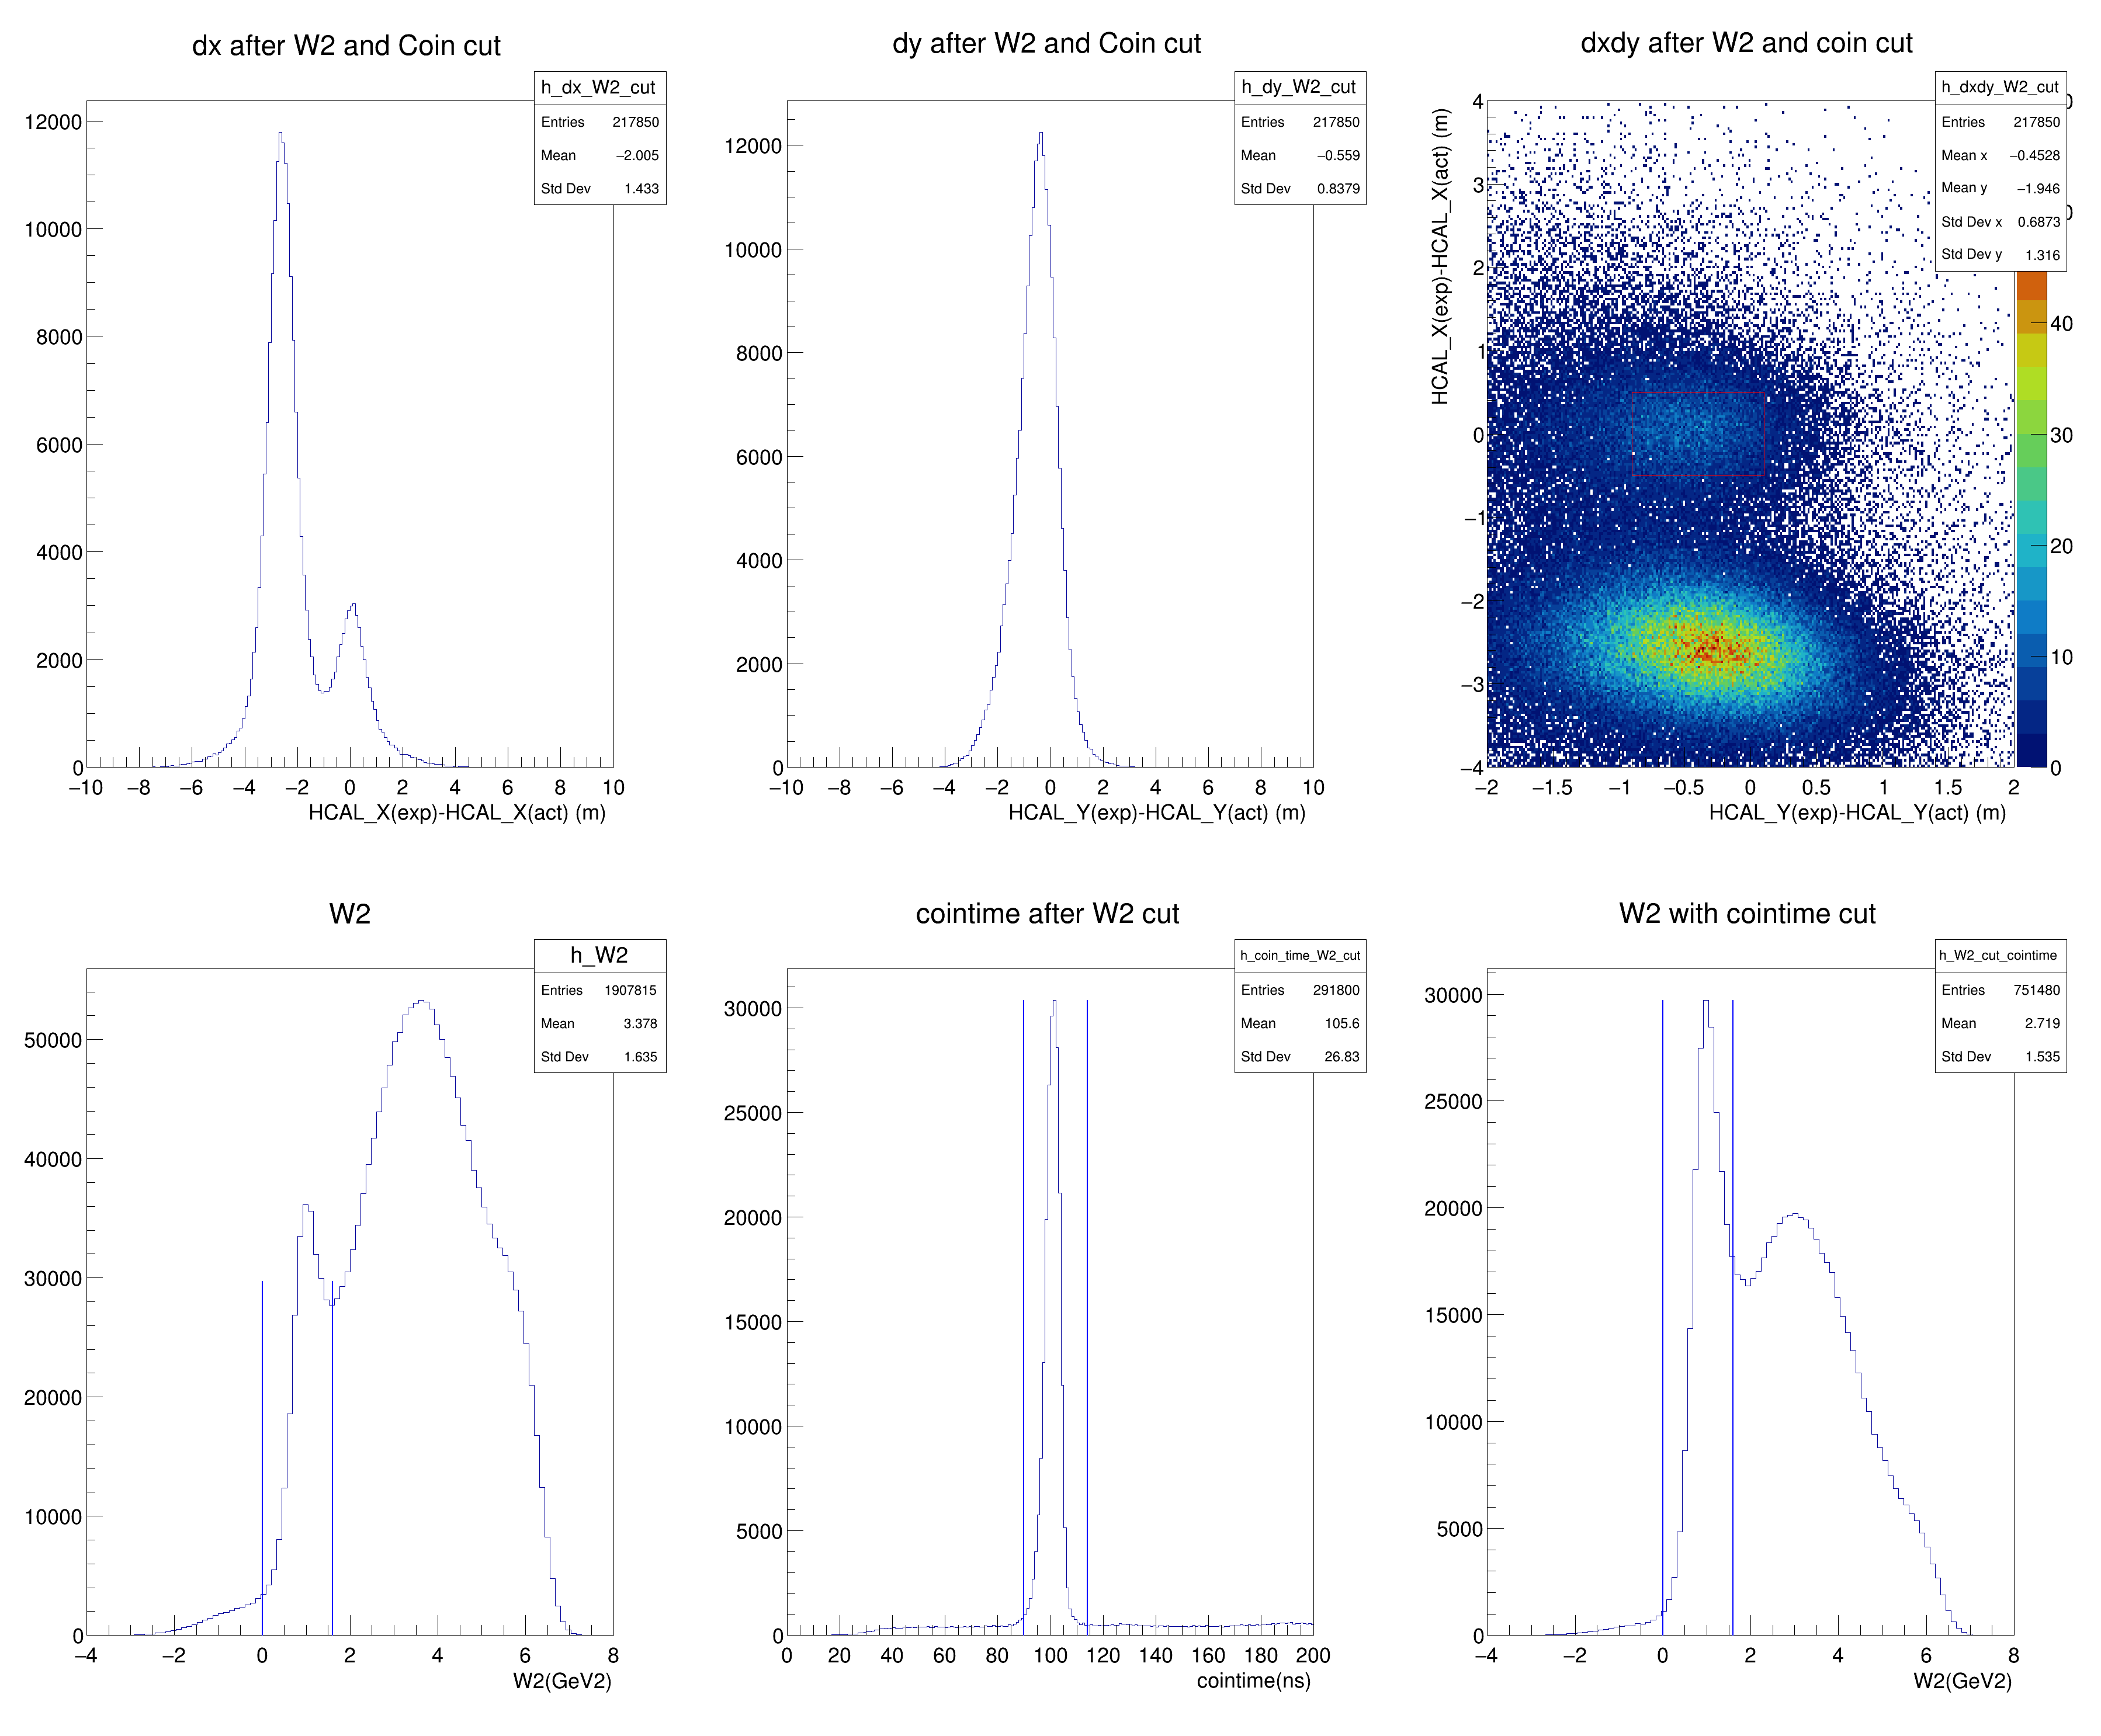 dx after W2 and Coin cut
h_dx_W2_cut
Entries 217850
Mean −2.005
Std Dev 1.433
12000
10000
8000
6000
4000
2000
0
−10 −8 −6 −4 −2 0 2 4 6 8 10
HCAL_X(exp)-HCAL_X(act) (m)
dy after W2 and Coin cut
h_dy_W2_cut
Entries 217850
Mean −0.559
Std Dev 0.8379
12000
10000
8000
6000
4000
2000
0
−10 −8 −6 −4 −2 0 2 4 6 8 10
HCAL_Y(exp)-HCAL_Y(act) (m)
dxdy after W2 and coin cut
h_dxdy_W2_cut
Entries 217850
Mean x −0.4528
Mean y −1.946
Std Dev x 0.6873
Std Dev y 1.316
HCAL_X(exp)-HCAL_X(act) (m)
4
3
2
1
0
−1
−2
−3
−4
40
30
20
10
0
−2 −1.5 −1 −0.5 0 0.5 1 1.5 2
HCAL_Y(exp)-HCAL_Y(act) (m)
W2
h_W2
Entries 1907815
Mean 3.378
Std Dev 1.635
50000
40000
30000
20000
10000
0
−4 −2 0 2 4 6 8
W2(GeV2)
cointime after W2 cut
h_coin_time_W2_cut
Entries 291800
Mean 105.6
Std Dev 26.83
30000
25000
20000
15000
10000
5000
0
0 20 40 60 80 100 120 140 160 180 200
cointime(ns)
W2 with cointime cut
h_W2_cut_cointime
Entries 751480
Mean 2.719
Std Dev 1.535
30000
25000
20000
15000
10000
5000
0
−4 −2 0 2 4 6 8
W2(GeV2)